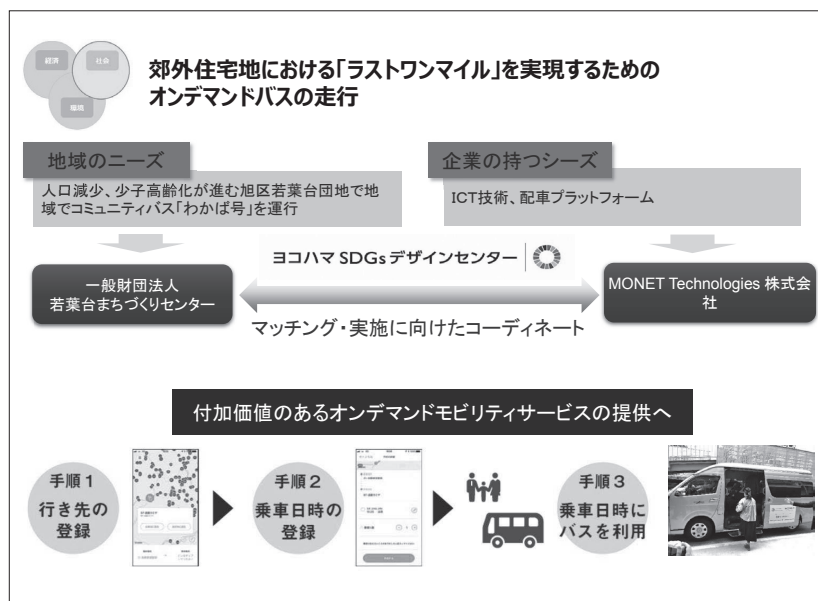 経済
社会
環境
郊外住宅地における「ラストワンマイル」を実現するための
オンデマンドバスの走行
地域のニーズ
人口減少、少子高齢化が進む旭区若葉台団地で地
域でコミュニティバス「わかば号」を運行
企業の持つシーズ
ICT技術、配車プラットフォーム
ヨコハマ SDGsデザインセンター
一般財団法人
若葉台まちづくりセンター
MONET Technologies 株式会
社
マッチング・実施に向けたコーディネート
付加価値のあるオンデマンドモビリティサービスの提供へ
手順1
行き先の
登録
手順2
乗車日時の
登録
手順3
乗車日時に
バスを利用